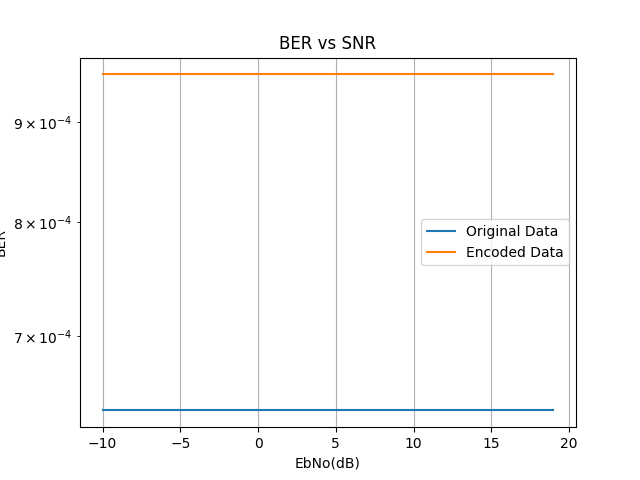 BER vs SNR
9 × 10⁻⁴
8 × 10⁻⁴
7 × 10⁻⁴
BER
Original Data
Encoded Data
−10 −5 0 5 10 15 20
EbNo(dB)